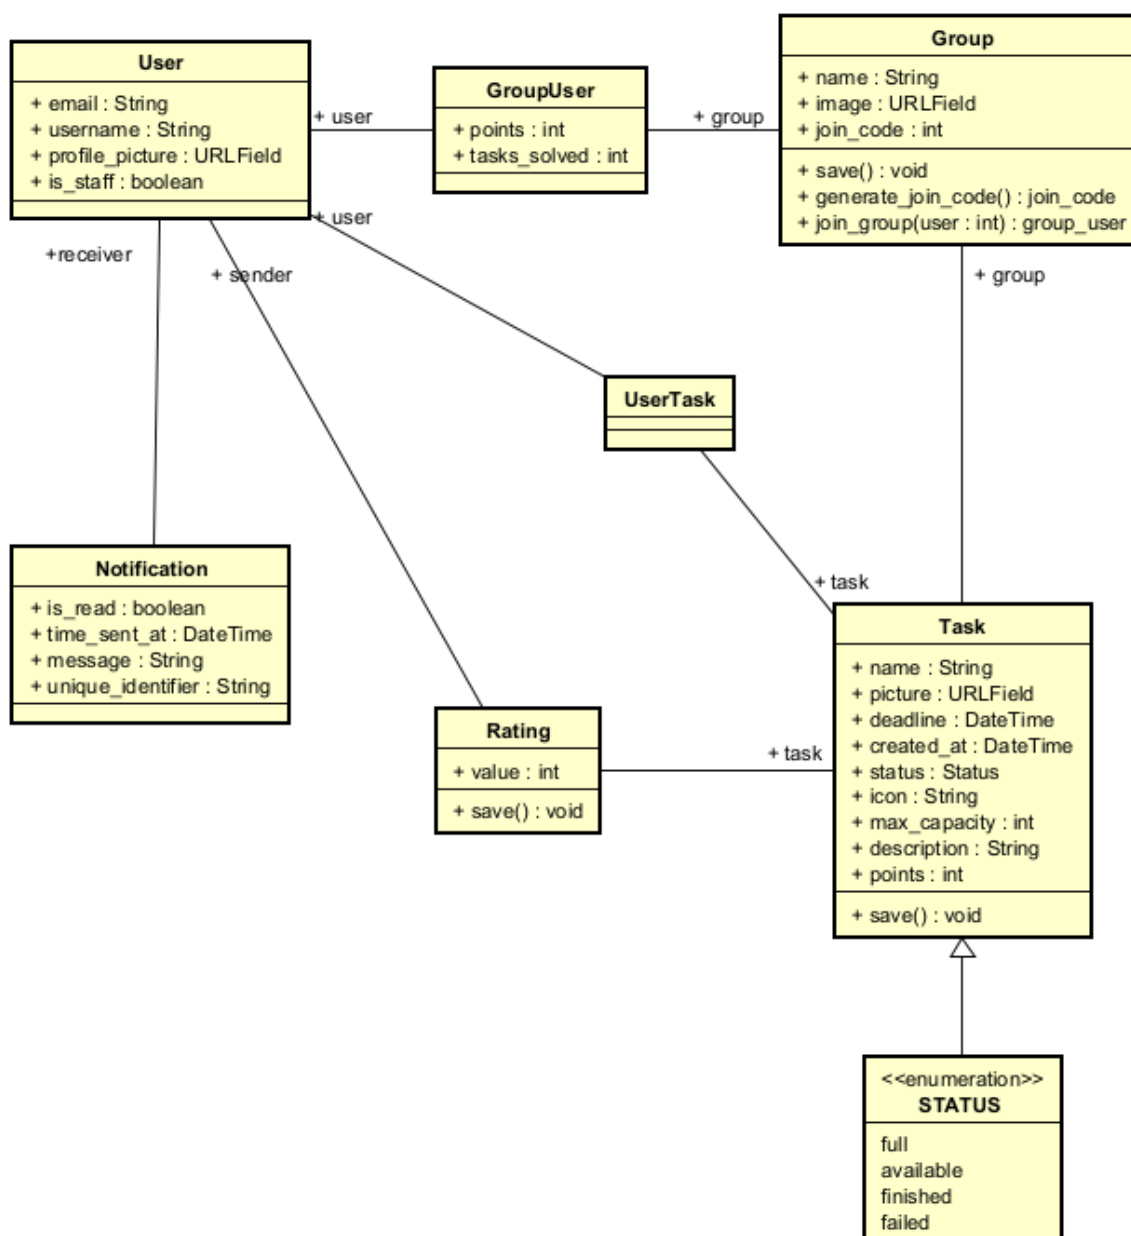 User
+ email : String
+ username : String
+ profile_picture : URLField
+ is_staff : boolean
+ user
GroupUser
+ points : int
+ tasks_solved : int
+ group
Group
+ name : String
+ image : URLField
+ join_code : int
+ save() : void
+ generate_join_code() : join_code
+ join_group(user : int) : group_user
+ user
+receiver
+ sender
+ group
UserTask
+ task
Notification
+ is_read : boolean
+ time_sent_at : DateTime
+ message : String
+ unique_identifier : String
Rating
+ value : int
+ save() : void
+ task
Task
+ name : String
+ picture : URLField
+ deadline : DateTime
+ created_at : DateTime
+ status : Status
+ icon : String
+ max_capacity : int
+ description : String
+ points : int
+ save() : void
<<enumeration>>
STATUS
full
available
finished
failed